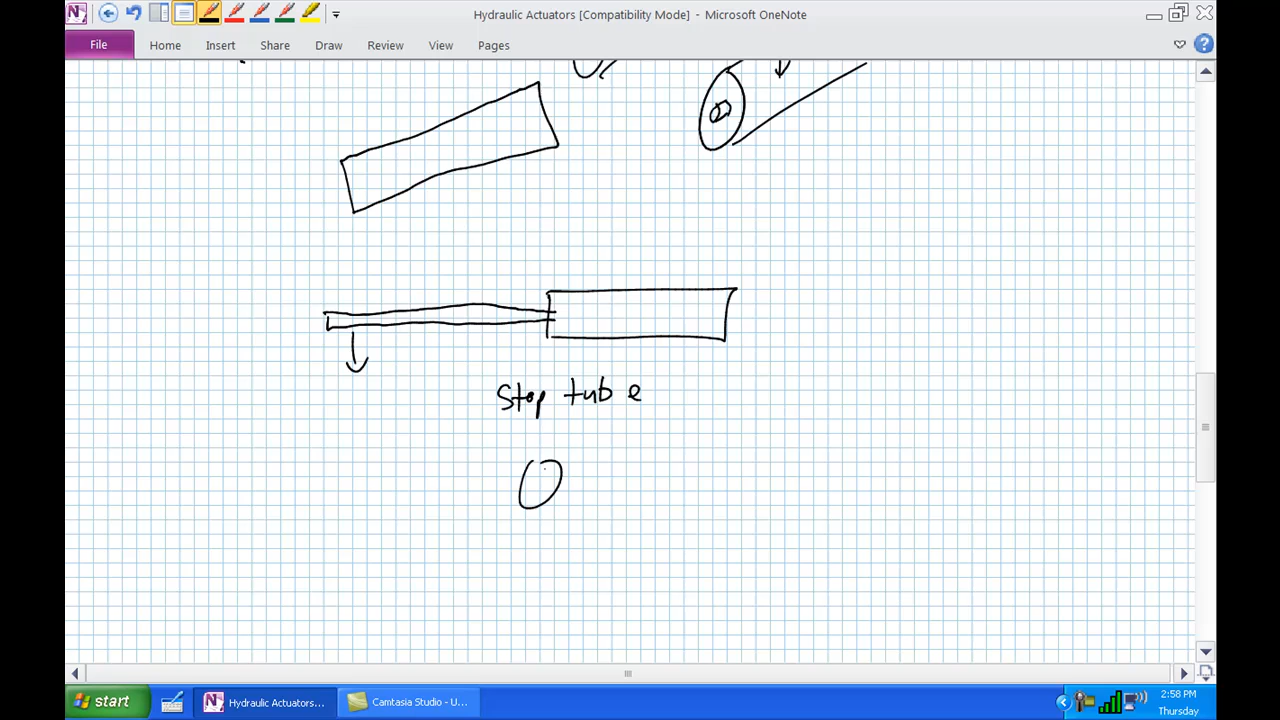 Hydraulic Actuators [Compatibility Mode] - Microsoft OneNote
File Home Insert Share Draw Review View Pages
Stop tube
start Hydraulic Actuators... Camtasia Studio - U... 2:58 PM
Thursday